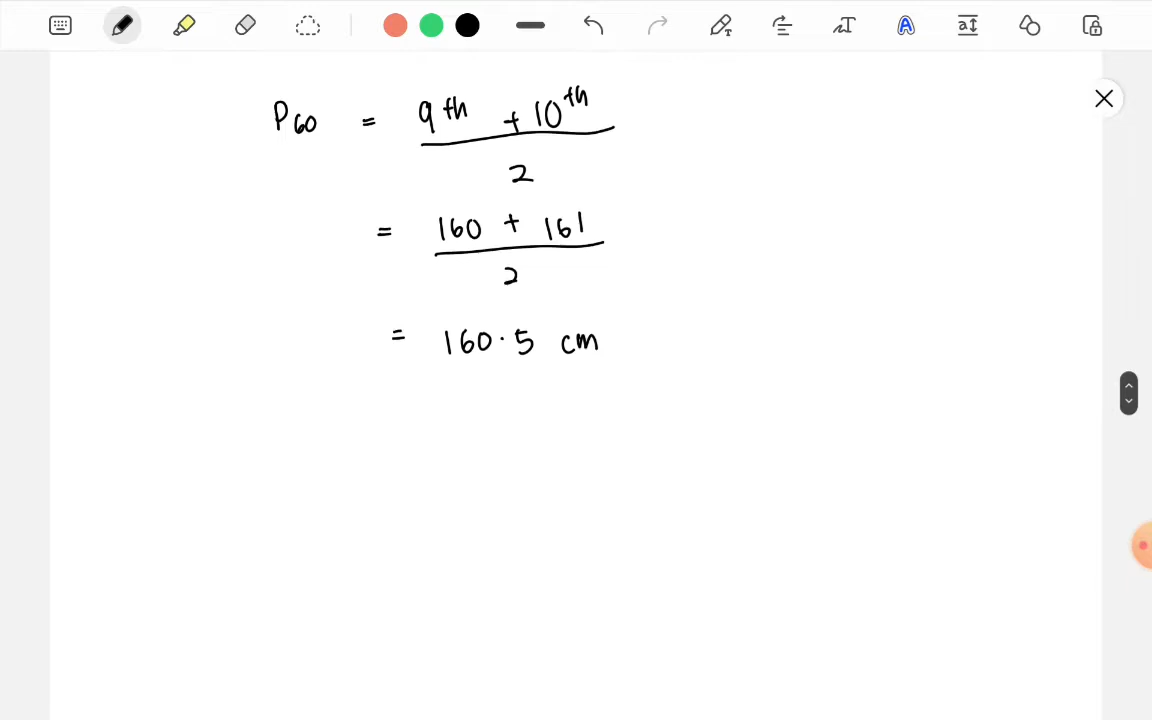 P60 = 9th + 10th
2
= 160 + 161
2
= 160.5 cm